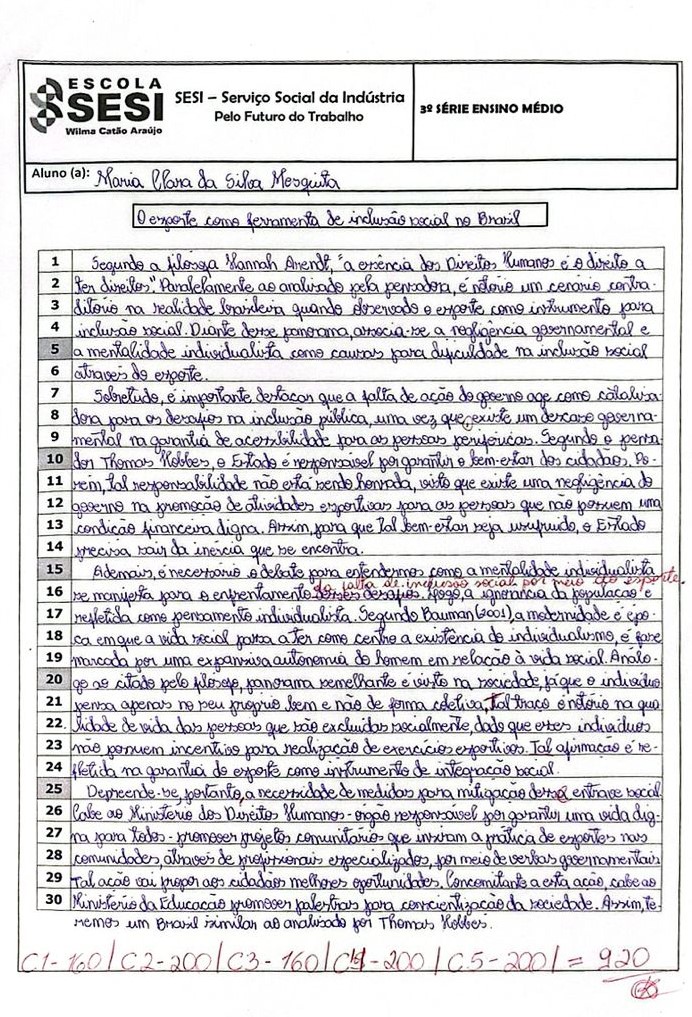 ESCOLA
SESI
Wilma Catão Araújo
SESI – Serviço Social da Indústria
Pelo Futuro do Trabalho
3º SÉRIE ENSINO MÉDIO
Aluno (a): Maria Clara da Silva Mesquita
O esporte como ferramenta de inclusão social no Brasil
1 Segundo a filósofa Hannah Arendt, "a essência dos Direitos Humanos é o direito a
2 ter direitos". Paralelamente ao analisado pela pensadora, é notório um cenário contra-
3 ditório na realidade brasileira quando observado o esporte como instrumento para
4 inclusão social. Diante desse panorama, associa-se a negligência governamental e
5 a mentalidade individualista como causas para dificuldade na inclusão social
6 através do esporte.
7 Sobretudo, é importante destacar que a falta de ação do governo age como catalisa-
8 dora para os desafios na inclusão pública, uma vez que, existe um descaso governa-
9 mental na garantia de acessibilidade para as pessoas periféricas. Segundo o pensa-
10 dor Thomas Hobbes, o Estado é responsável por garantir o bem-estar dos cidadãos. Po-
11 rém, tal responsabilidade não está sendo honrada, visto que existe uma negligência do
12 governo na promoção de atividades esportivas para as pessoas que não possuem uma
13 condição financeira digna. Assim, para que tal bem-estar seja usufruido, o Estado
14 precisa sair da inércia que se encontra.
15 Ademais, é necessário o debate para entendermos como a mentalidade individualista
da falta de inclusão social por meio do esporte.
16 se manifesta para o enfrentamento desses desafios. Logo, a ignorância da população é
17 refletida como pensamento individualista. Segundo Bauman (2001), a modernidade é épo-
18 ca em que a vida social passa a ter como centro a existência do individualismo, é fase
19 marcada por uma expansiva autonomia do homem em relação à vida social. Análo-
20 go ao citado pelo filósofo, panorama semelhante é visto na sociedade, já que o indivíduo
21 pensa apenas no seu próprio bem e não de forma coletiva. Tal traço é notório na qua
22 lidade de vida das pessoas que são excluidas socialmente, dado que esses indivíduos
23 não possuem incentivo para realização de exercícios esportivos. Tal afirmação é re-
24 fletida na garantia do esporte como instrumento de integração social.
25 Depreende-se, portanto, a necessidade de medidas para mitigação desse entrave social.
26 Cabe ao Ministério dos Direitos Humanos - orgão responsável por garantir uma vida dig-
27 na para todos - promover projetos comunitários que insiram a prática de esportes nas
28 comunidades, através de profissionais especializados, por meio de verbas governamentais
29 Tal ação vai propor aos cidadãos melhores oportunidades. Concomitante a esta ação, cabe ao
30 Ministério da Educação promover palestras para conscientização da sociedade. Assim, te-
remos um Brasil similar ao analisado por Thomas Hobbes.
C1-160 / C2-200 / C3-160 / C4-200 / C5-200 / = 920